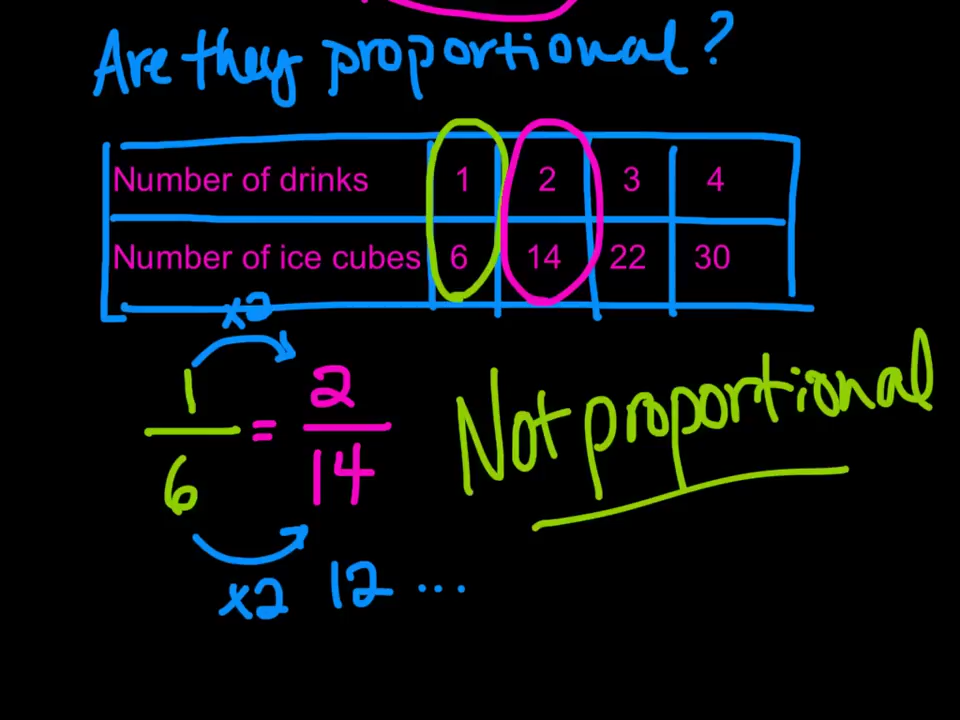 Are they proportional?
Number of drinks 1 2 3 4
Number of ice cubes 6 14 22 30
x2
1 = 2
6 14
Not proportional
x2 12 ...